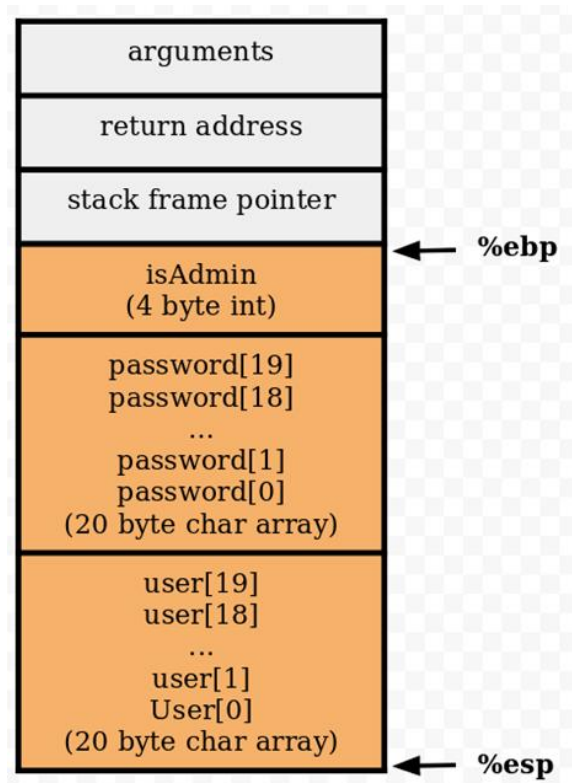 arguments
return address
stack frame pointer
%ebp
isAdmin
(4 byte int)
password[19]
password[18]
...
password[1]
password[0]
(20 byte char array)
user[19]
user[18]
...
user[1]
User[0]
(20 byte char array)
%esp